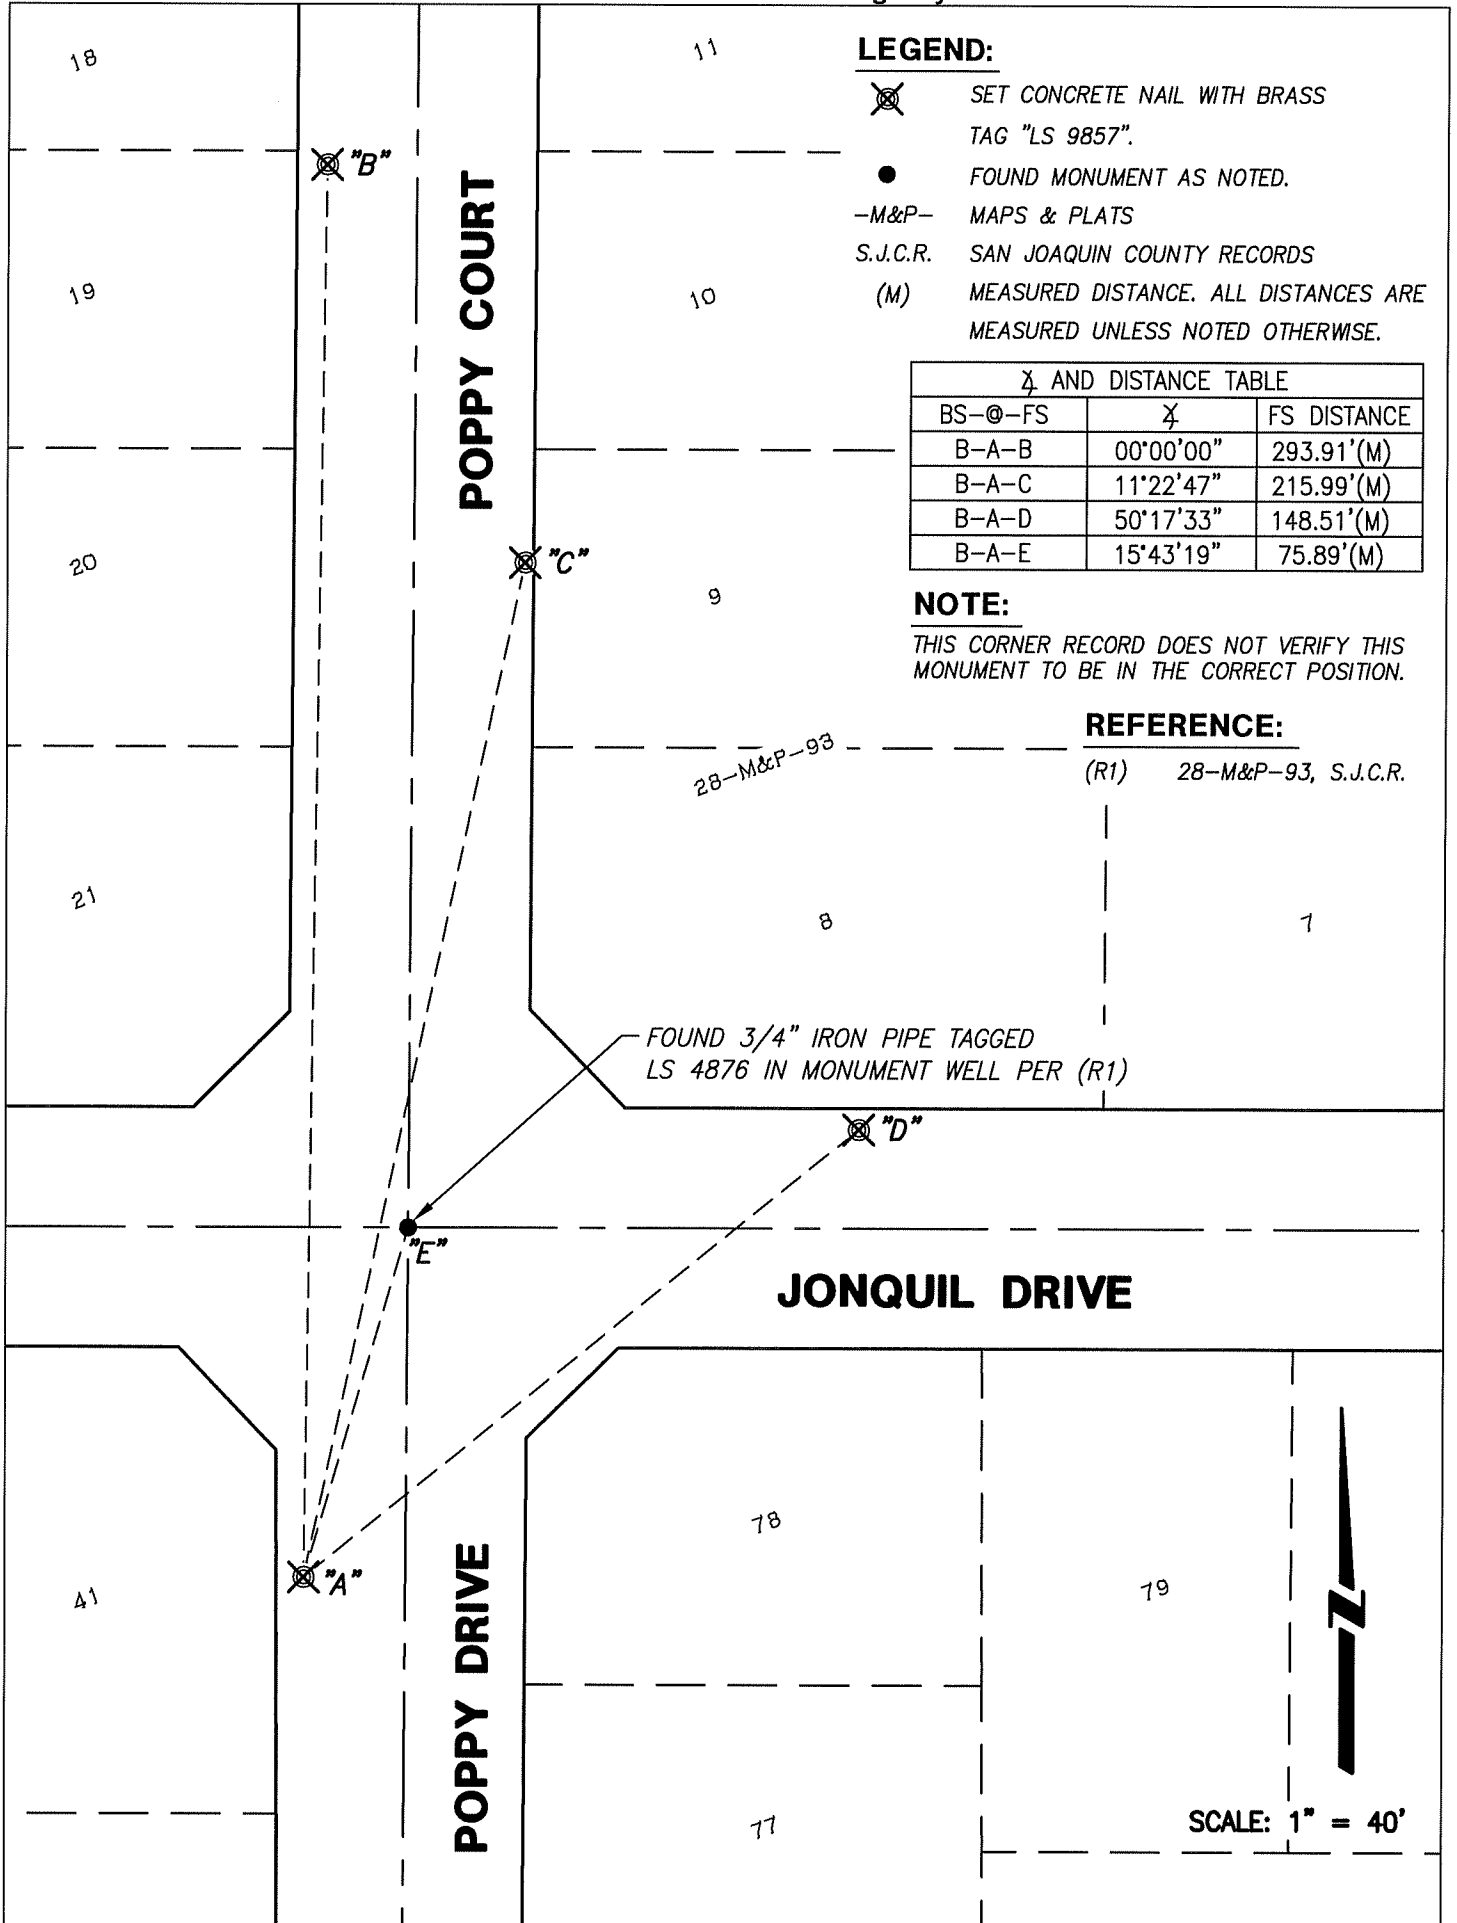 18
11
LEGEND:
SET CONCRETE NAIL WITH BRASS
TAG "LS 9857".
FOUND MONUMENT AS NOTED.
-M&P- MAPS & PLATS
S.J.C.R. SAN JOAQUIN COUNTY RECORDS
(M) MEASURED DISTANCE. ALL DISTANCES ARE
MEASURED UNLESS NOTED OTHERWISE.
"B"
POPPY COURT
19
10
AND DISTANCE TABLE
BS-@-FS FS DISTANCE
B-A-B 00°00'00" 293.91'(M)
B-A-C 11°22'47" 215.99'(M)
B-A-D 50°17'33" 148.51'(M)
B-A-E 15°43'19" 75.89'(M)
20
"C"
9
NOTE:
THIS CORNER RECORD DOES NOT VERIFY THIS
MONUMENT TO BE IN THE CORRECT POSITION.
REFERENCE:
(R1) 28-M&P-93, S.J.C.R.
28-M&P-93
21
8
7
FOUND 3/4" IRON PIPE TAGGED
LS 4876 IN MONUMENT WELL PER (R1)
"D"
"E"
JONQUIL DRIVE
"A"
41
POPPY DRIVE
78
79
77
SCALE: 1" = 40'